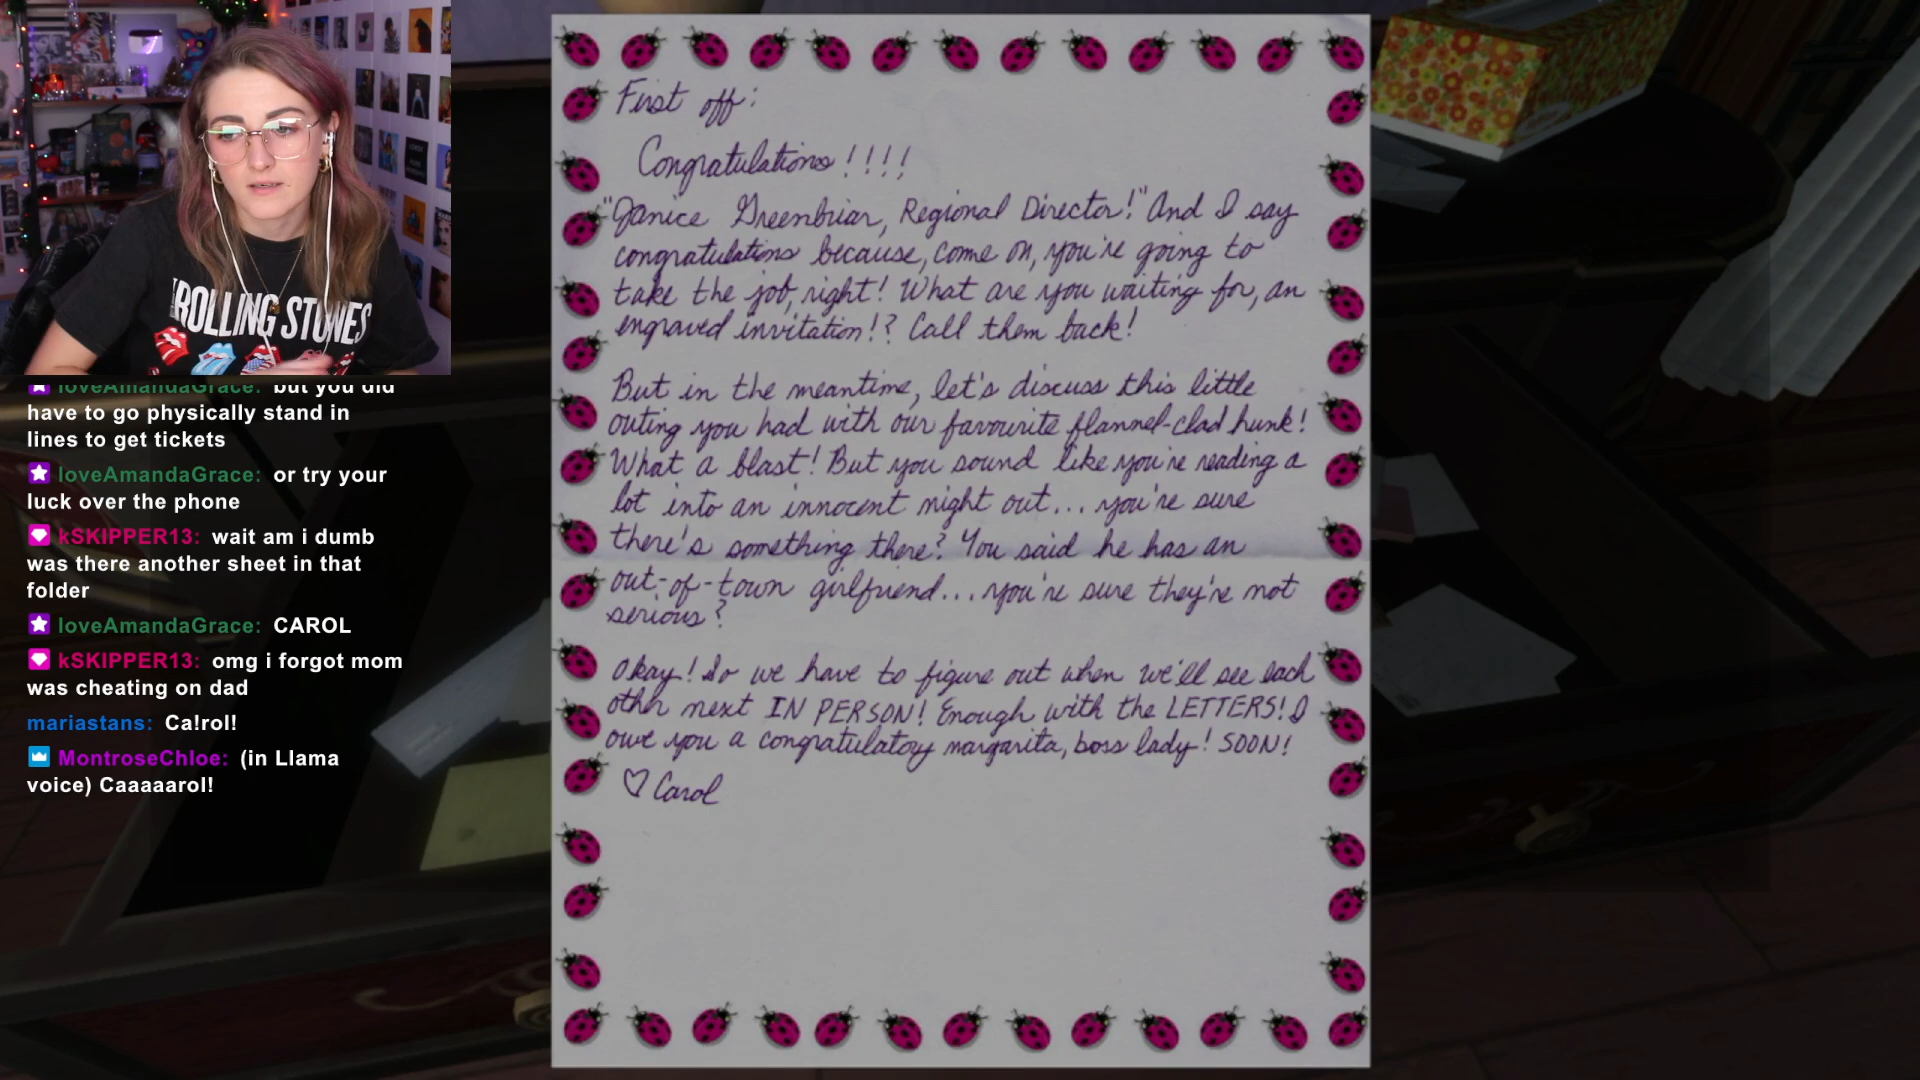 ROLLING STONES
loveAmandaGrace: but you did
have to go physically stand in
lines to get tickets
loveAmandaGrace: or try your
luck over the phone
kSKIPPER13: wait am i dumb
was there another sheet in that
folder
loveAmandaGrace: CAROL
kSKIPPER13: omg i forgot mom
was cheating on dad
mariastans: Ca!rol!
MontroseChloe: (in Llama
voice) Caaaaarol!
First off:
Congratulations!!!!
"Janice Greenbriar, Regional Director!" And I say
congratulations because, come on, you're going to
take the job, right! What are you waiting for, an
engraved invitation!? Call them back!
But in the meantime, let's discuss this little
outing you had with our favourite flannel-clad hunk!
What a blast! But you sound like you're reading a
lot into an innocent night out... you're sure
there's something there? You said he has an
out-of-town girlfriend... you're sure they're not
serious?
Okay! So we have to figure out when we'll see each
other next IN PERSON! Enough with the LETTERS! I
owe you a congratulatory margarita, boss lady! SOON!
♡ Carol